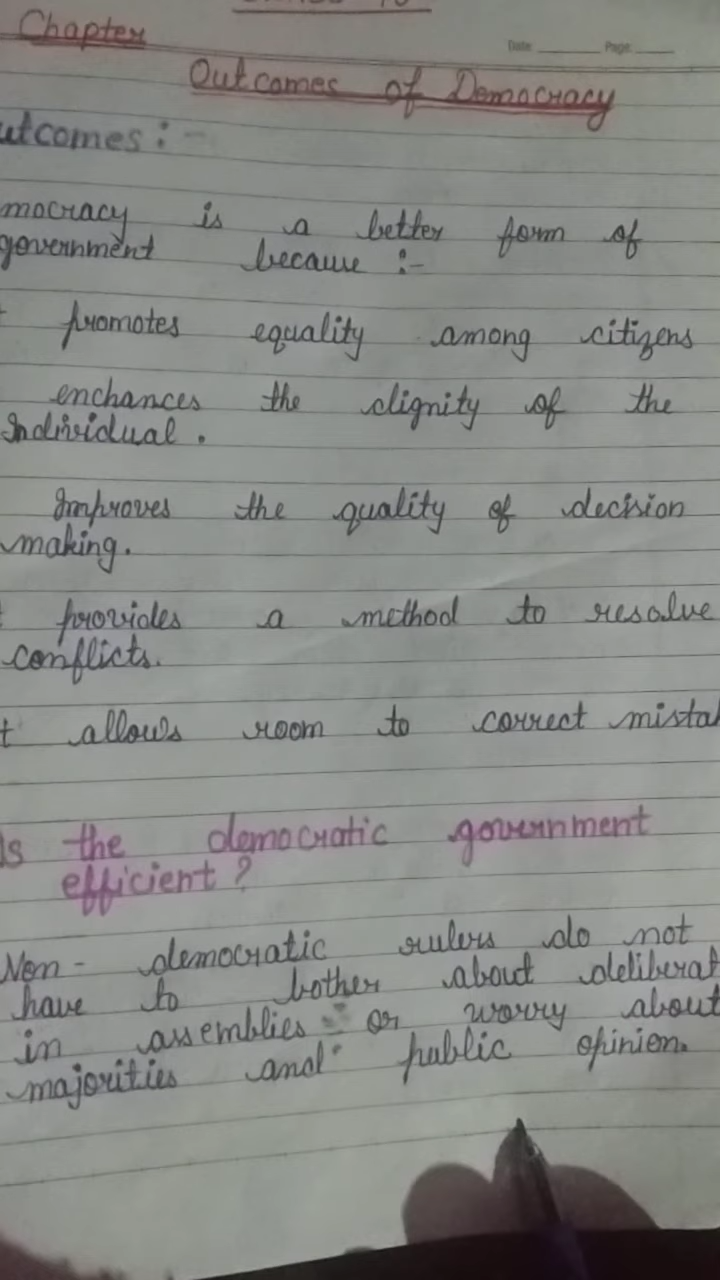 Chapter
Date Page
Outcomes of Democracy
utcomes :-
mocracy is a better form of
government because :-
t promotes equality among citizens
enchances the dignity of the
Individual.
Improves the quality of decision
making.
t provides a method to resolve
conflicts.
t allows room to correct mistak
Is the democratic government
efficient?
Non- democratic rulers do not
have to bother about deliberat
in assemblies or worry about
majorities and public opinion.